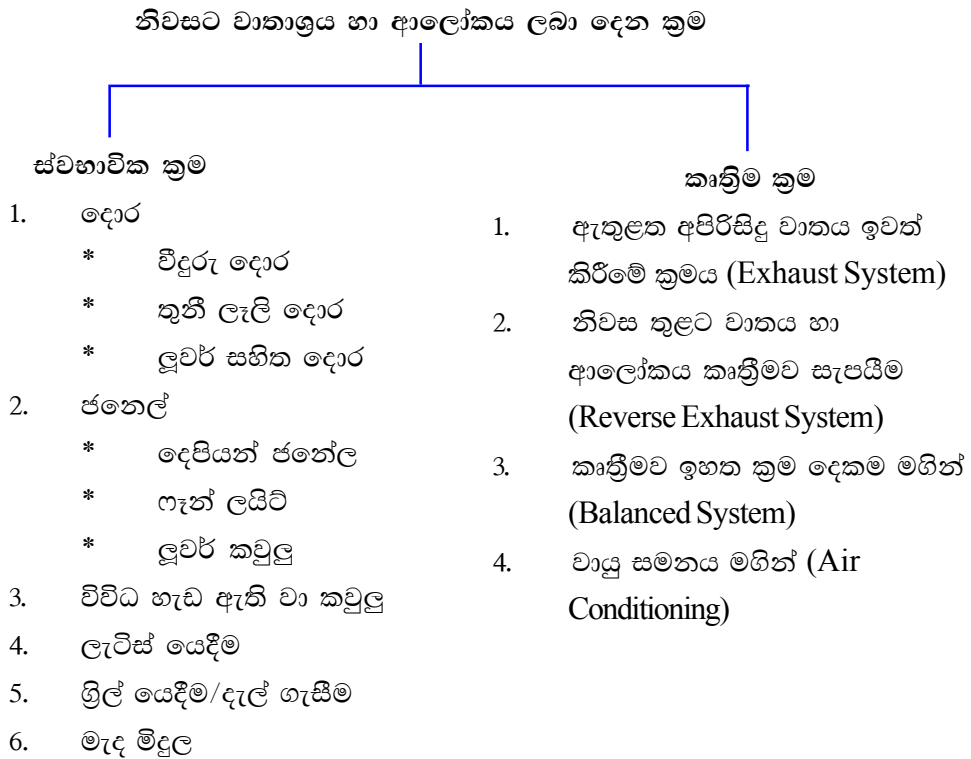 නිවසට වාතාශ්‍රය හා ආලෝකය ලබා දෙන ක්‍රම
ස්වභාවික ක්‍රම
1. දොර
* වීදුරු දොර
* තුනී ලෑලි දොර
* ලූවර් සහිත දොර
2. ජනෙල්
* දෙපියන් ජනේල
* ෆෑන් ලයිට්
* ලූවර් කවුලු
3. විවිධ හැඩ ඇති වා කවුලු
4. ලැටිස් යෙදීම
5. ග්‍රිල් යෙදීම/දැල් ගැසීම
6. මැද මිදුල
කෘත්‍රිම ක්‍රම
1. ඇතුළත අපිරිසිදු වාතය ඉවත්
කිරීමේ ක්‍රමය (Exhaust System)
2. නිවස තුළට වාතය හා
ආලෝකය කෘත්‍රීමව සැපයීම
(Reverse Exhaust System)
3. කෘත්‍රීමව ඉහත ක්‍රම දෙකම මගින්
(Balanced System)
4. වායු සමනය මගින් (Air
Conditioning)